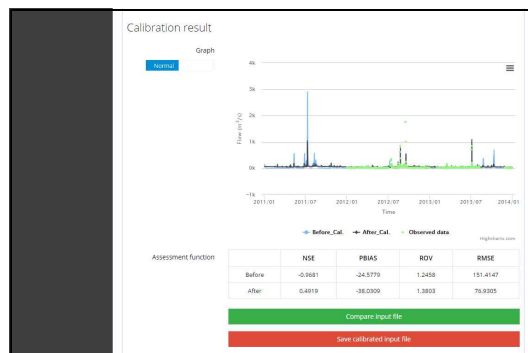 Calibration result
Graph
Normal
4k
3k
2k
1k
0k
-1k
Flow (m³/s)
2011/01 2011/07 2012/01 2012/07 2013/01 2013/07 2014/01
Time
Before_Cal. After_Cal. Observed data
Highcharts.com
Assessment function
NSE PBIAS ROV RMSE
Before -0.9681 -24.5779 1.2458 151.4147
After 0.4919 -38.0309 1.3803 76.9305
Compare input file
Save calibrated input file